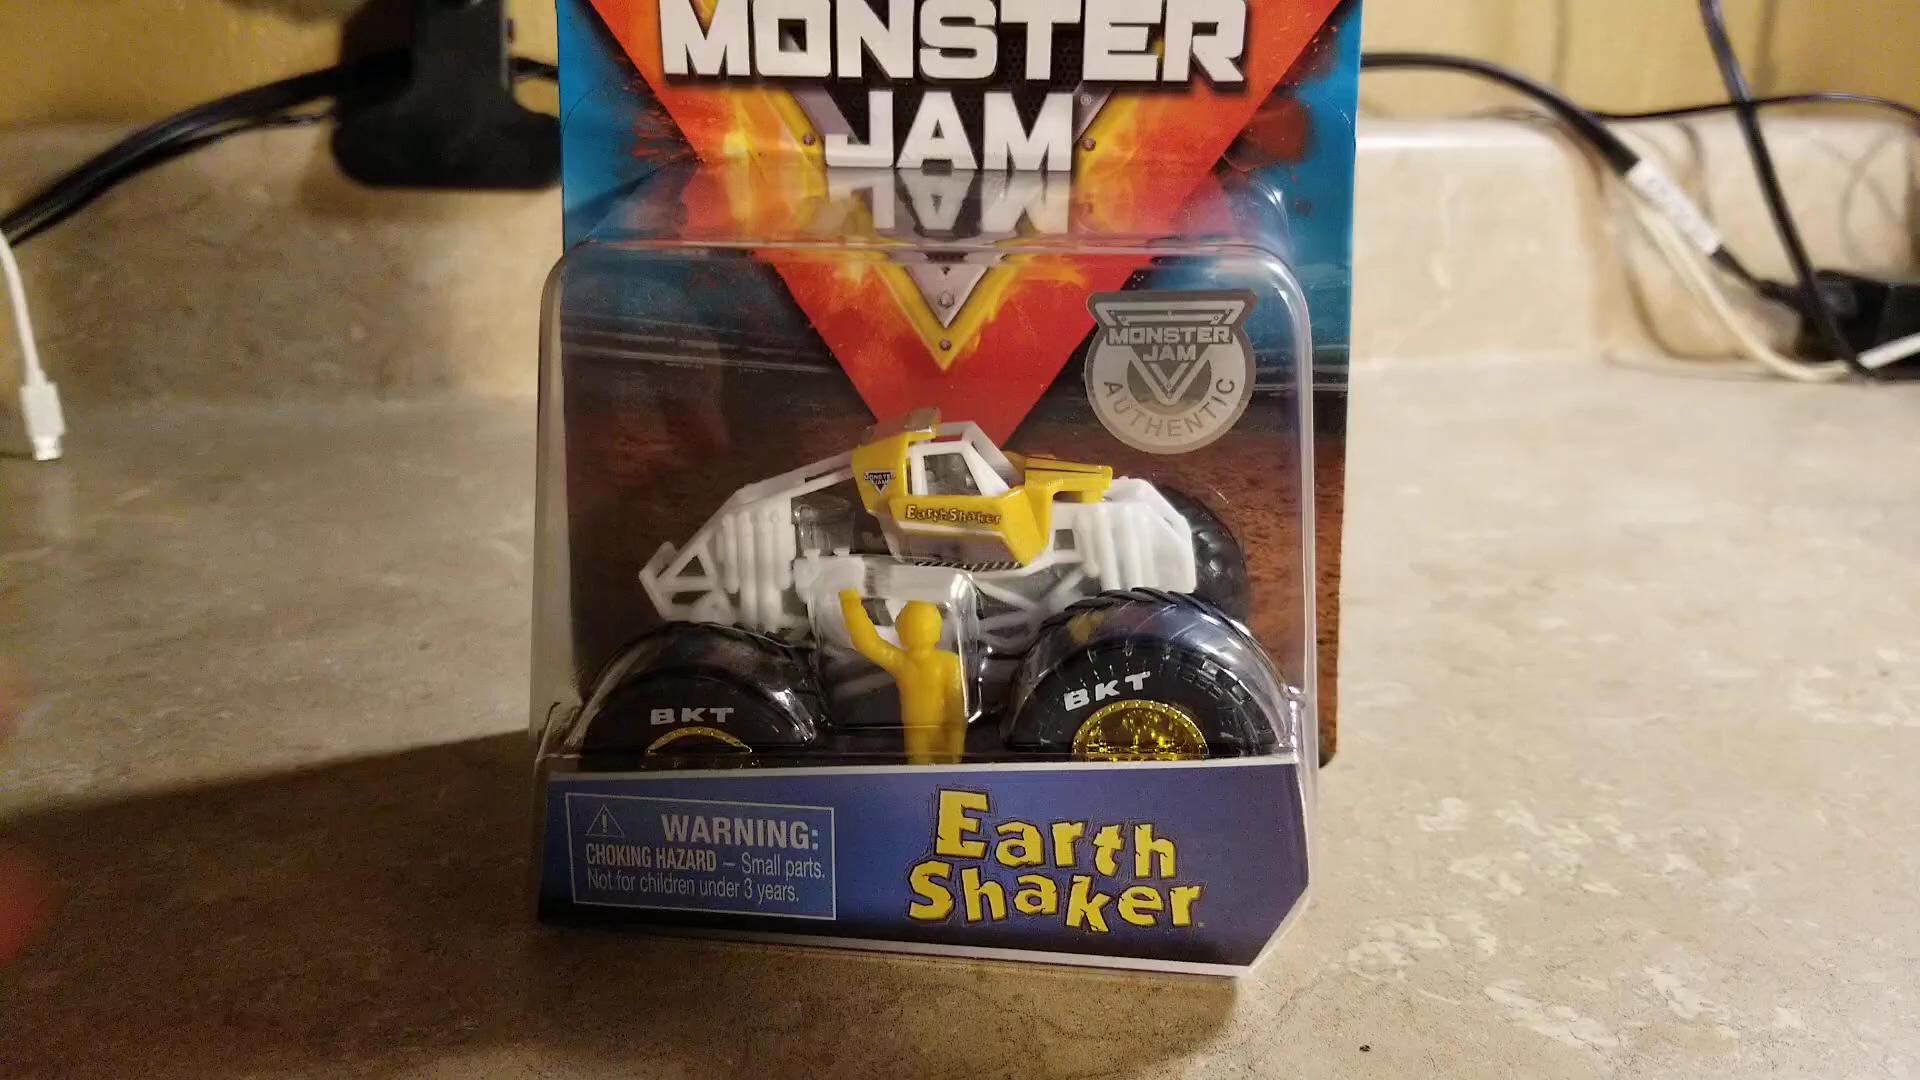 MONSTER
JAM
MONSTER
JAM
AUTHENTIC
MONSTER
JAM
EarthShaker
BKT
BKT
WARNING:
CHOKING HAZARD – Small parts.
Not for children under 3 years.
Earth
Shaker